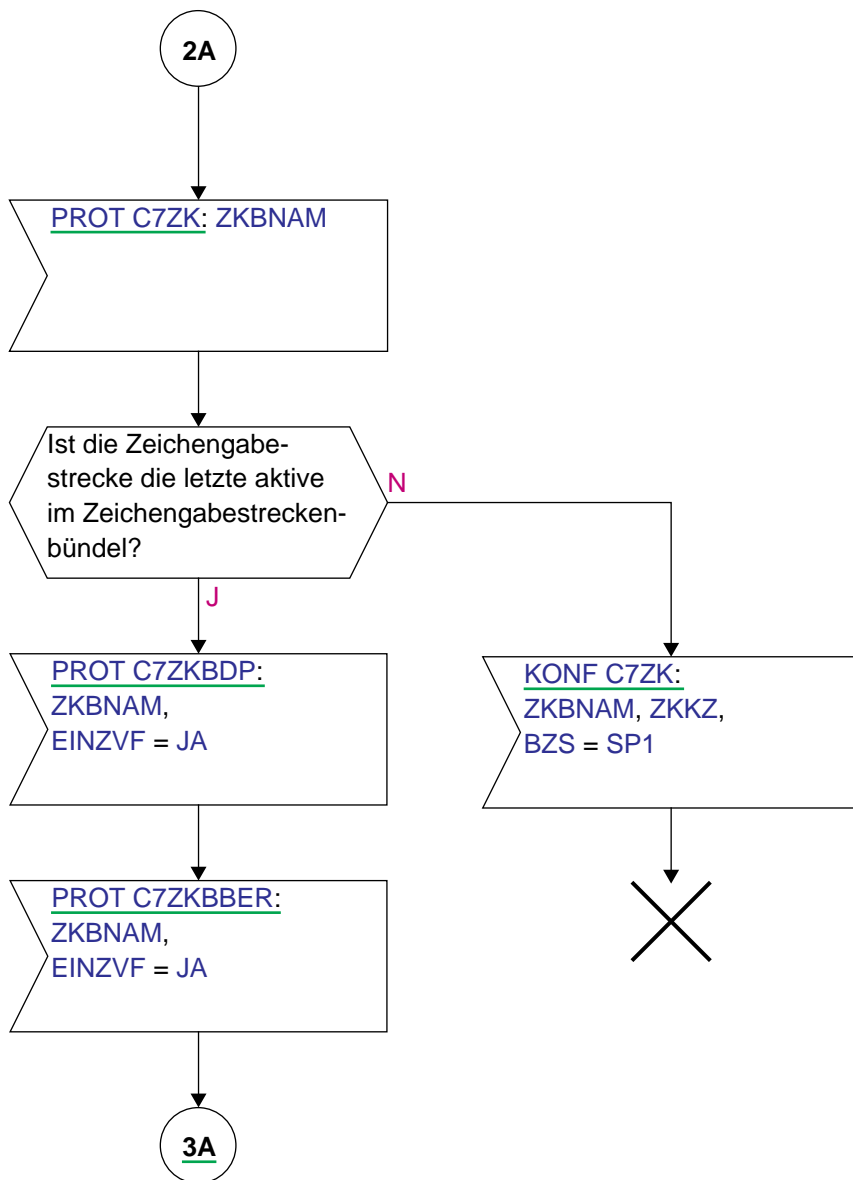 2A
PROT C7ZK: ZKBNAM
Ist die Zeichengabe-
strecke die letzte aktive
im Zeichengabestrecken-
bündel?
N
J
PROT C7ZKBDP:
ZKBNAM,
EINZVF = JA
KONF C7ZK:
ZKBNAM, ZKKZ,
BZS = SP1
PROT C7ZKBBER:
ZKBNAM,
EINZVF = JA
3A